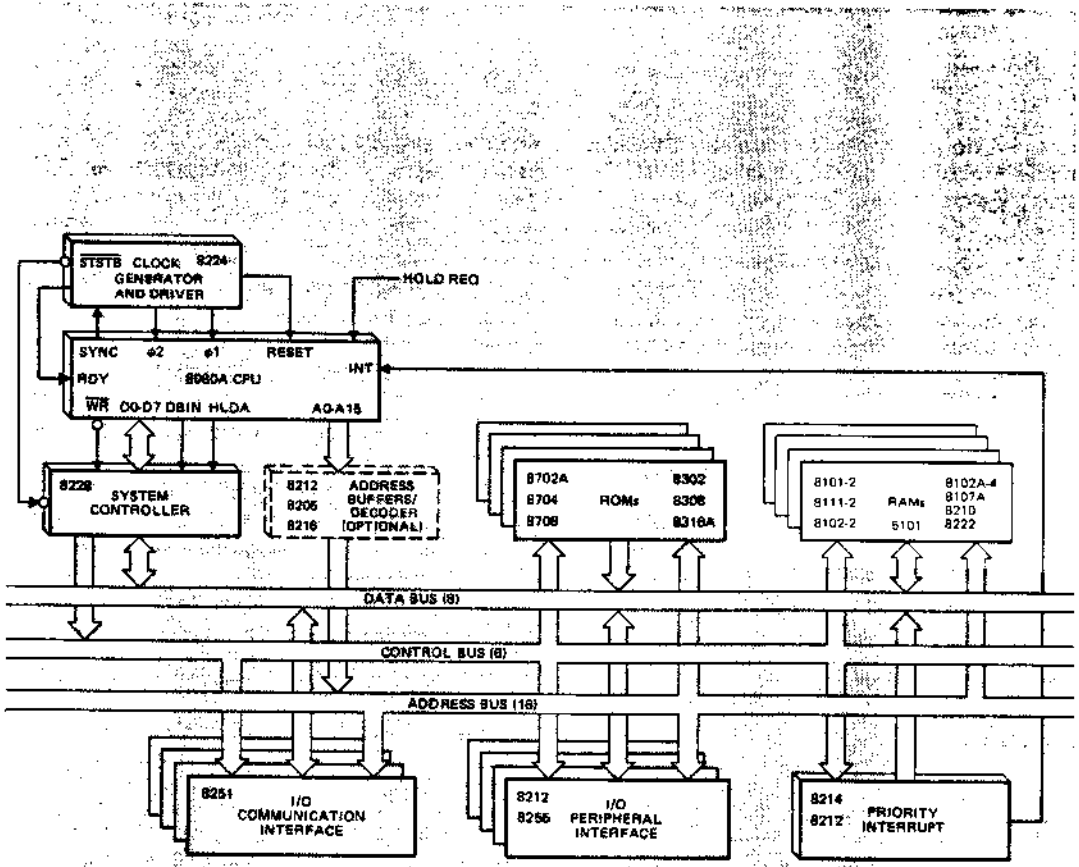 STSTB CLOCK 8224
GENERATOR
AND DRIVER
HOLD REQ
SYNC φ2 φ1 RESET
INT
RDY 8080A CPU
WR D0-D7 DBIN HLDA A0-A15
8228 SYSTEM
CONTROLLER
8212 ADDRESS
8205 BUFFERS/
8216 DECODER
(OPTIONAL)
8702A 8302
8704 ROMs 8308
8708 8316A
8101-2 8102A-4
8111-2 RAMs 8107A
8210
8102-2 5101 8222
DATA BUS (8)
CONTROL BUS (6)
ADDRESS BUS (16)
8251 I/O
COMMUNICATION
INTERFACE
8212 I/O
8255 PERIPHERAL
INTERFACE
8214 PRIORITY
8212 INTERRUPT